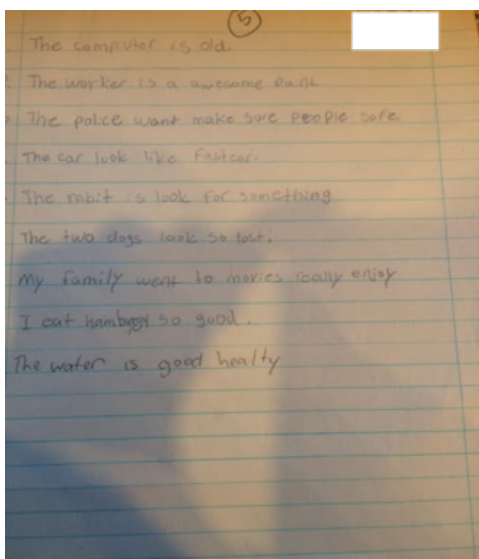 5
The computer is old.
The worker is a awesome
The police want make sure people safe
The car look like fastcar.
The rabit is look for something
The two dogs look so lost.
my family went to movies really enjoy
I eat so good.
The water is good healty